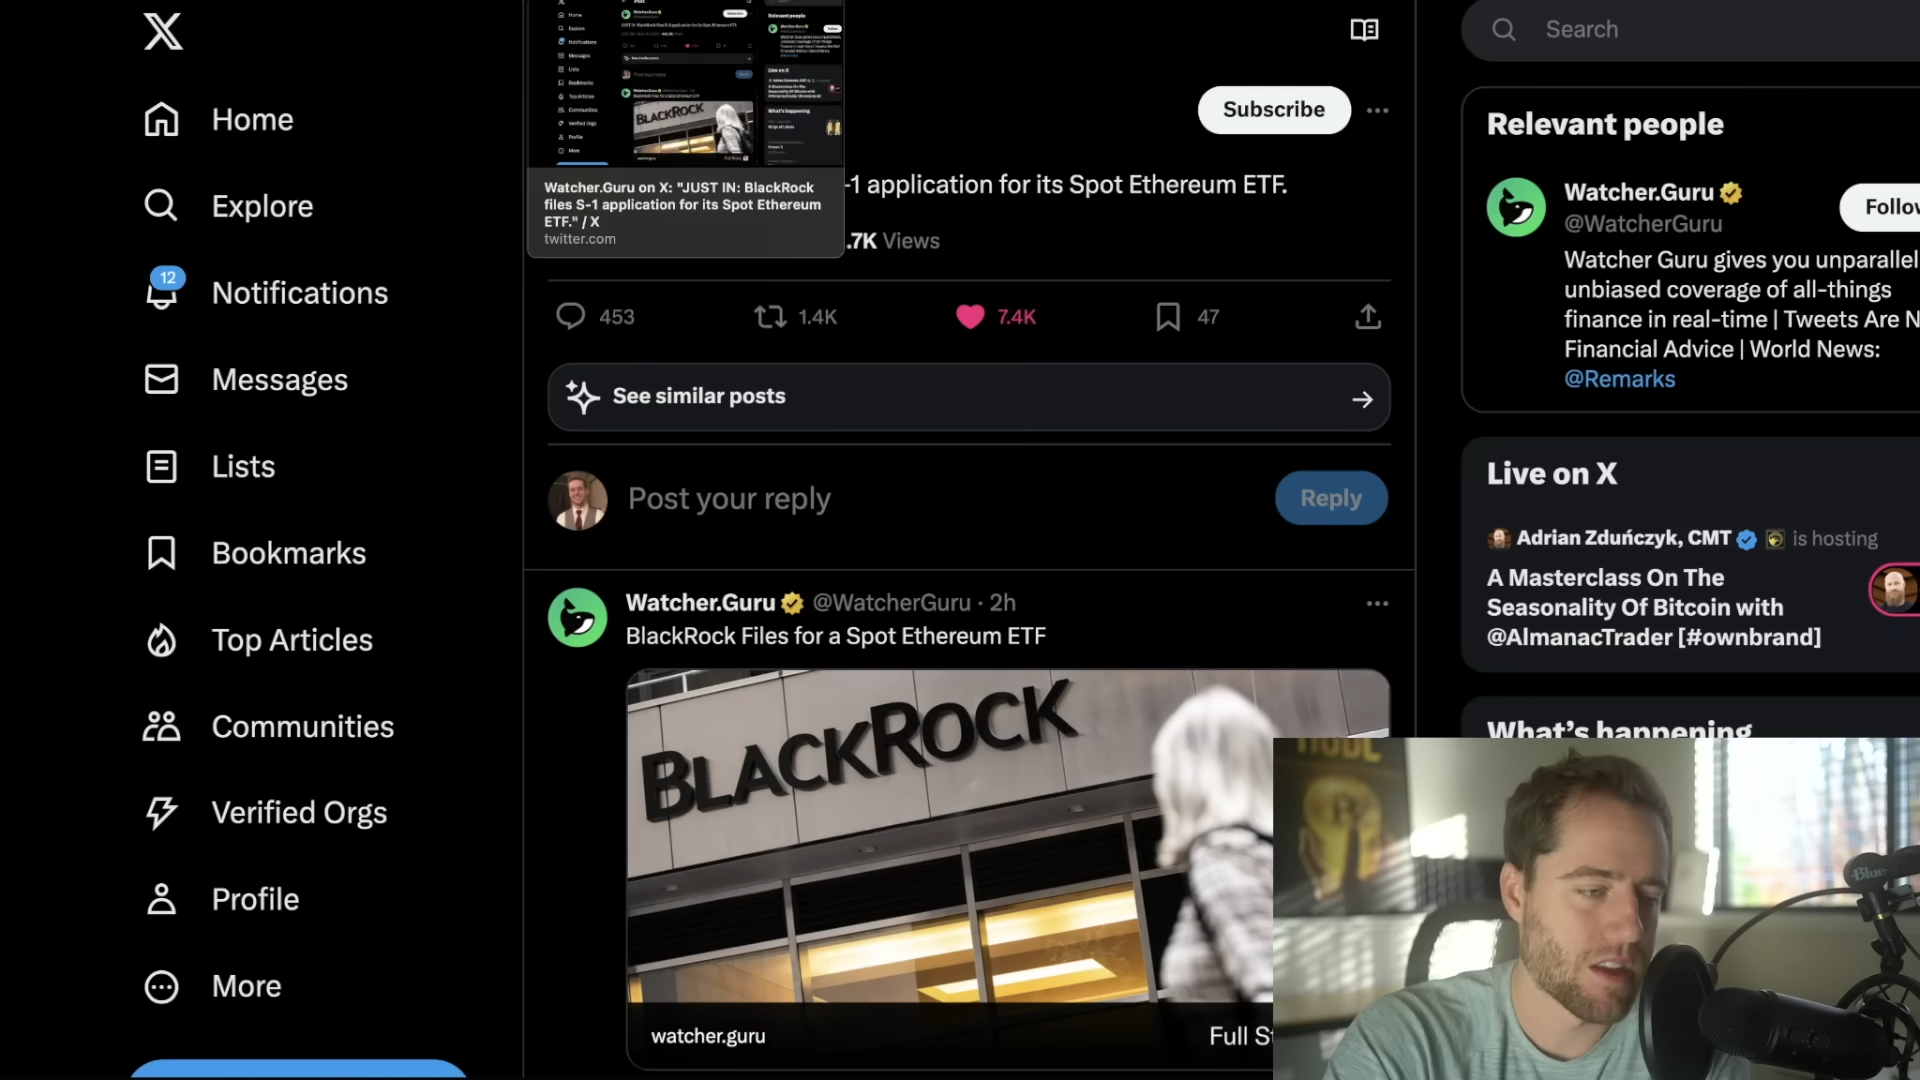 Home
Explore
12
Notifications
Messages
Lists
Bookmarks
Top Articles
Communities
Verified Orgs
Profile
More
Watcher.Guru on X: "JUST IN: BlackRock
files S-1 application for its Spot Ethereum
ETF." / X
twitter.com
Subscribe
-1 application for its Spot Ethereum ETF.
.7K Views
453
1.4K
7.4K
47
See similar posts
Post your reply
Reply
Watcher.Guru @WatcherGuru · 2h
BlackRock Files for a Spot Ethereum ETF
BLACKROCK
watcher.guru
Full
Search
Relevant people
Watcher.Guru
@WatcherGuru
Follow
Watcher Guru gives you unparallel
unbiased coverage of all-things
finance in real-time | Tweets Are N
Financial Advice | World News:
@Remarks
Live on X
Adrian Zduńczyk, CMT is hosting
A Masterclass On The
Seasonality Of Bitcoin with
@AlmanacTrader [#ownbrand]
What's happening
HODL
Blue